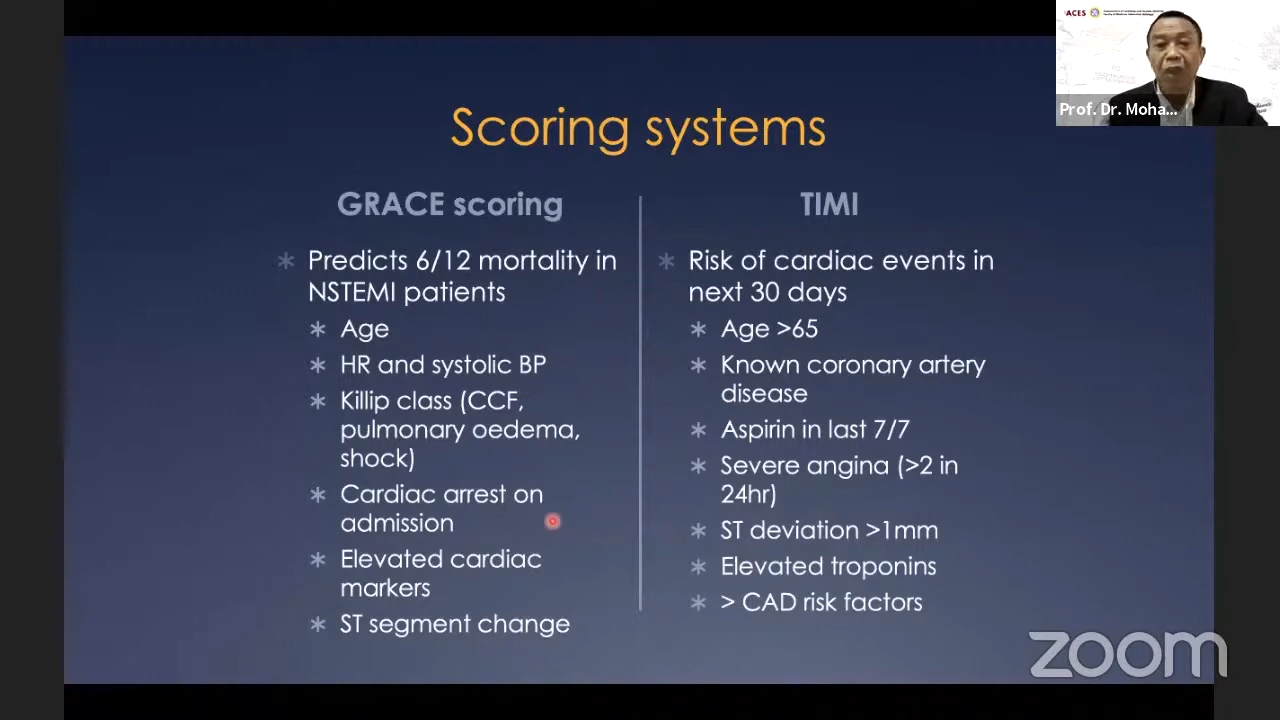 ACES
Prof. Dr. Moha...
Scoring systems
GRACE scoring
* Predicts 6/12 mortality in
NSTEMI patients
* Age
* HR and systolic BP
* Killip class (CCF,
pulmonary oedema,
shock)
* Cardiac arrest on
admission
* Elevated cardiac
markers
* ST segment change
TIMI
* Risk of cardiac events in
next 30 days
* Age >65
* Known coronary artery
disease
* Aspirin in last 7/7
* Severe angina (>2 in
24hr)
* ST deviation >1mm
* Elevated troponins
* > CAD risk factors
zoom